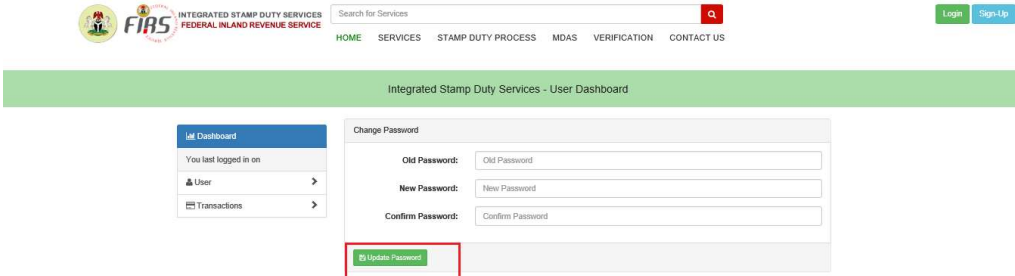 FIRS
INTEGRATED STAMP DUTY SERVICES
FEDERAL INLAND REVENUE SERVICE
Search for Services
Login
Sign-Up
HOME SERVICES STAMP DUTY PROCESS MDAS VERIFICATION CONTACT US
Integrated Stamp Duty Services - User Dashboard
Dashboard
You last logged in on
User
Transactions
Change Password
Old Password: Old Password
New Password: New Password
Confirm Password: Confirm Password
Update Password